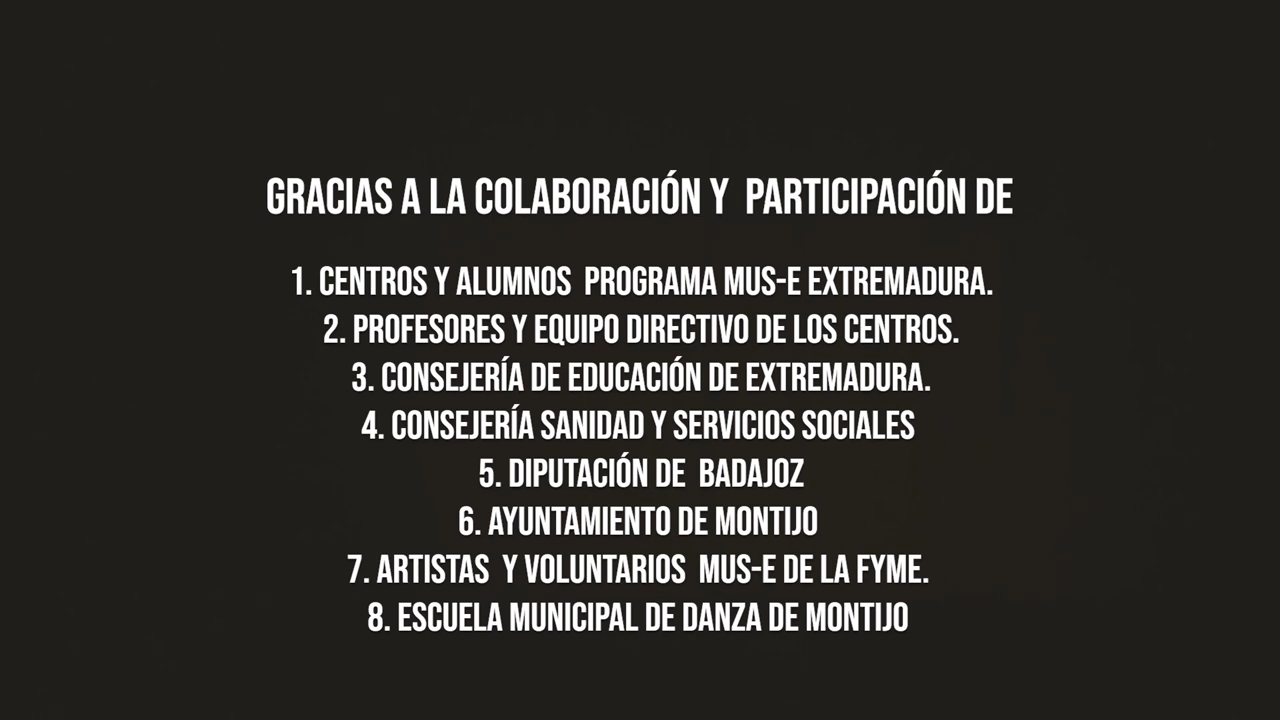 GRACIAS A LA COLABORACIÓN Y PARTICIPACIÓN DE
1. CENTROS Y ALUMNOS PROGRAMA MUS-E EXTREMADURA.
2. PROFESORES Y EQUIPO DIRECTIVO DE LOS CENTROS.
3. CONSEJERÍA DE EDUCACIÓN DE EXTREMADURA.
4. CONSEJERÍA SANIDAD Y SERVICIOS SOCIALES
5. DIPUTACIÓN DE BADAJOZ
6. AYUNTAMIENTO DE MONTIJO
7. ARTISTAS Y VOLUNTARIOS MUS-E DE LA FYME.
8. ESCUELA MUNICIPAL DE DANZA DE MONTIJO